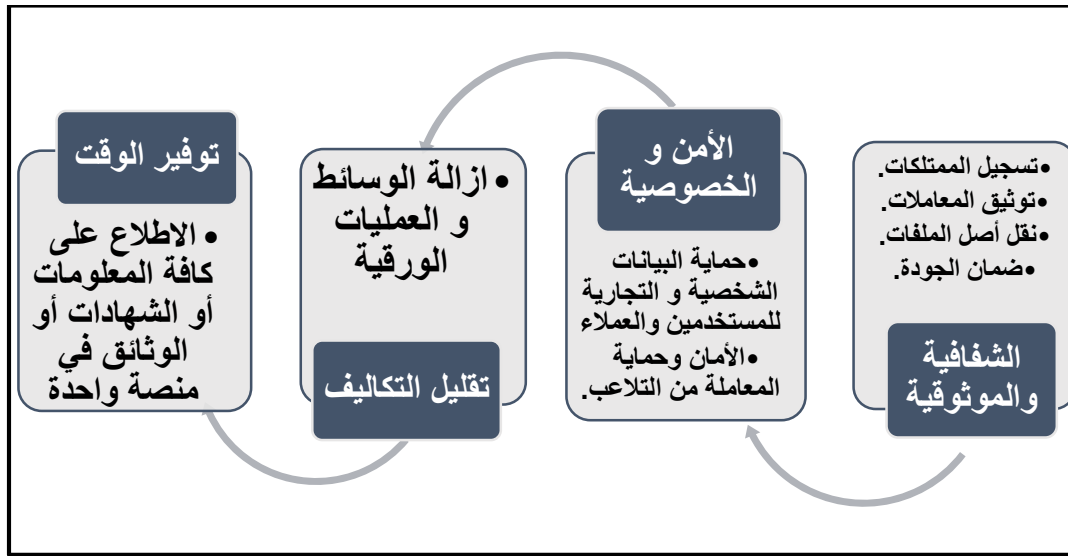 •تسجيل الممتلكات.
•توثيق المعاملات.
•نقل أصل الملفات.
•ضمان الجودة.
الشفافية
والموثوقية
الأمن و
الخصوصية
•حماية البيانات
الشخصية و التجارية
للمستخدمين والعملاء
•الأمان وحماية
المعاملة من التلاعب.
• ازالة الوسائط
و العمليات
الورقية
تقليل التكاليف
توفير الوقت
• الاطلاع على
كافة المعلومات
أو الشهادات أو
الوثائق في
منصة واحدة